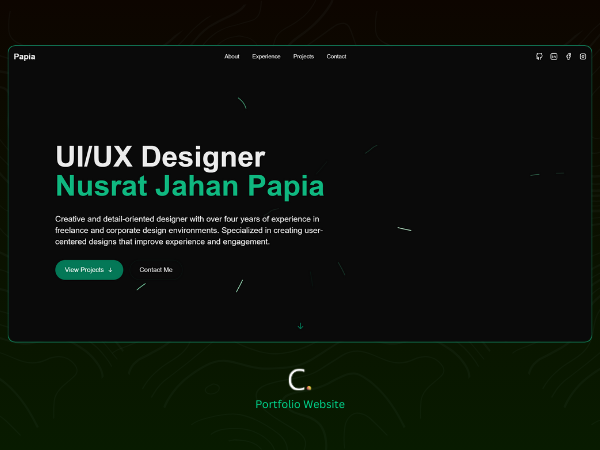 Papia
About Experience Projects Contact
UI/UX Designer
Nusrat Jahan Papia
Creative and detail-oriented designer with over four years of experience in
freelance and corporate design environments. Specialized in creating user-
centered designs that improve experience and engagement.
View Projects ↓ Contact Me
C.
Portfolio Website